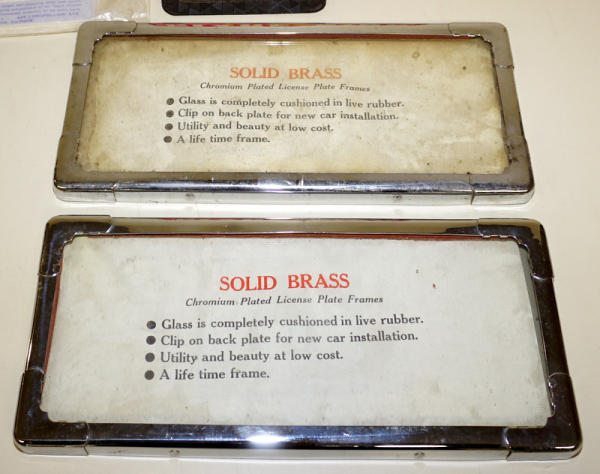 SOLID BRASS
Chromium Plated License Plate Frames
● Glass is completely cushioned in live rubber.
● Clip on back plate for new car installation.
● Utility and beauty at low cost.
● A life time frame.
SOLID BRASS
Chromium Plated License Plate Frames
● Glass is completely cushioned in live rubber.
● Clip on back plate for new car installation.
● Utility and beauty at low cost.
● A life time frame.